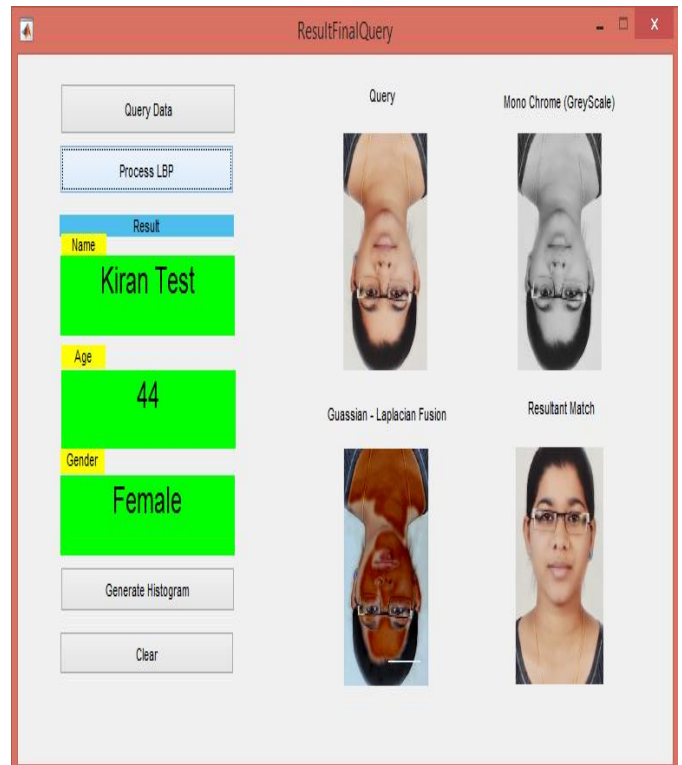 ResultFinalQuery
Query Data
Process LBP
Result
Name
Kiran Test
Age
44
Gender
Female
Generate Histogram
Clear
Query
Mono Chrome (GreyScale)
Guassian - Laplacian Fusion
Resultant Match